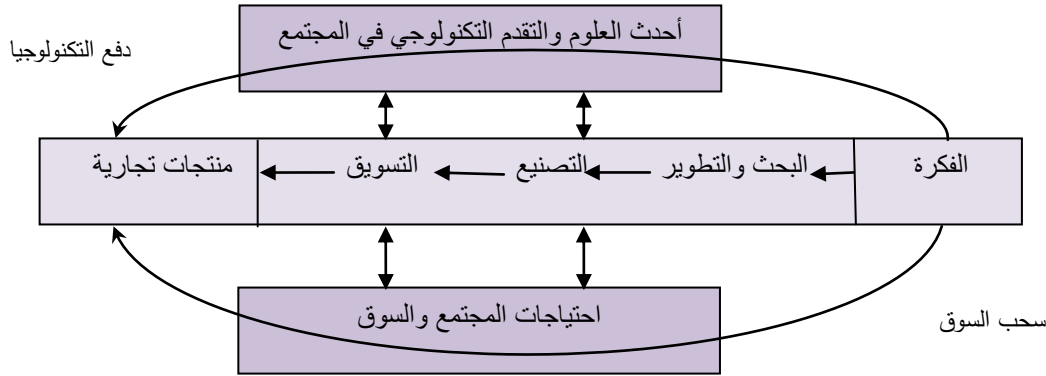 أحدث العلوم والتقدم التكنولوجي في المجتمع
دفع التكنولوجيا
الفكرة
البحث والتطوير
التصنيع
التسويق
منتجات تجارية
احتياجات المجتمع والسوق
سحب السوق